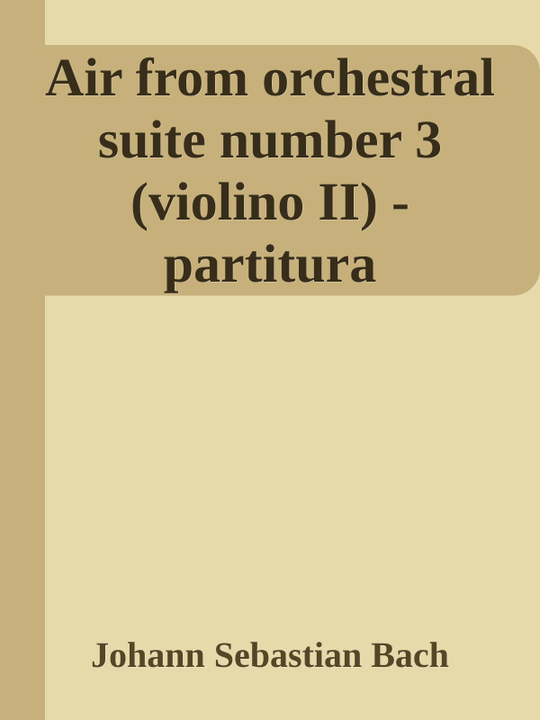 Air from orchestral
suite number 3
(violino II) -
partitura
Johann Sebastian Bach